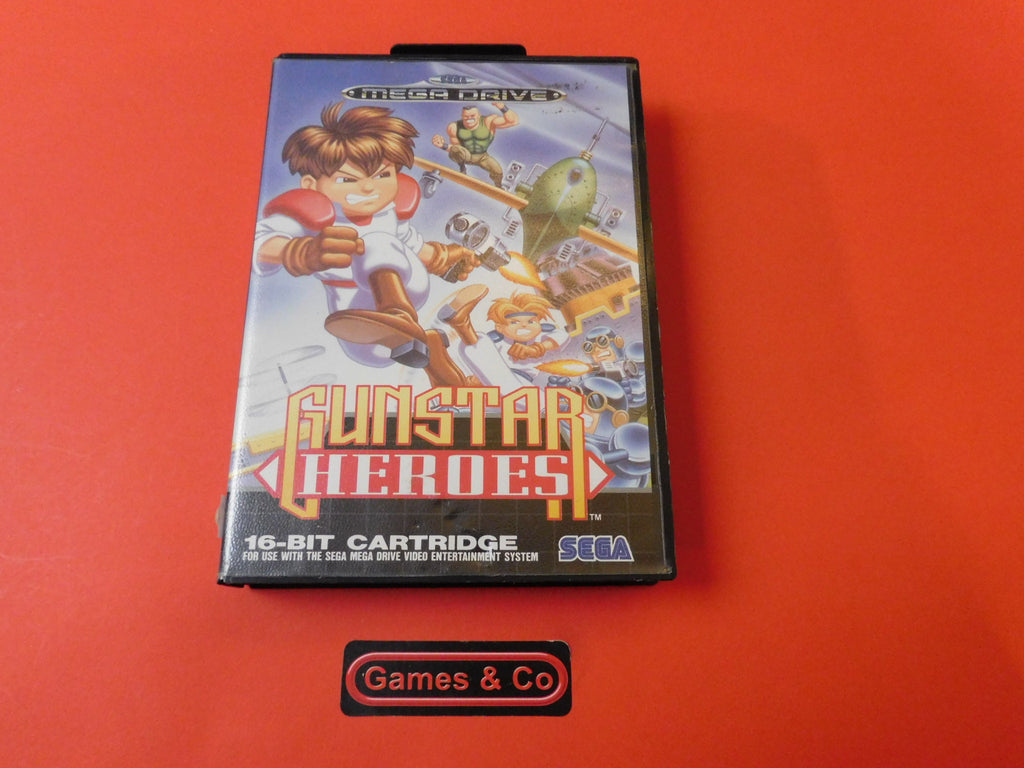 SEGA
MEGA DRIVE
GUNSTAR
HEROES
TM
16-BIT CARTRIDGE
FOR USE WITH THE SEGA MEGA DRIVE VIDEO ENTERTAINMENT SYSTEM
SEGA
Games & Co